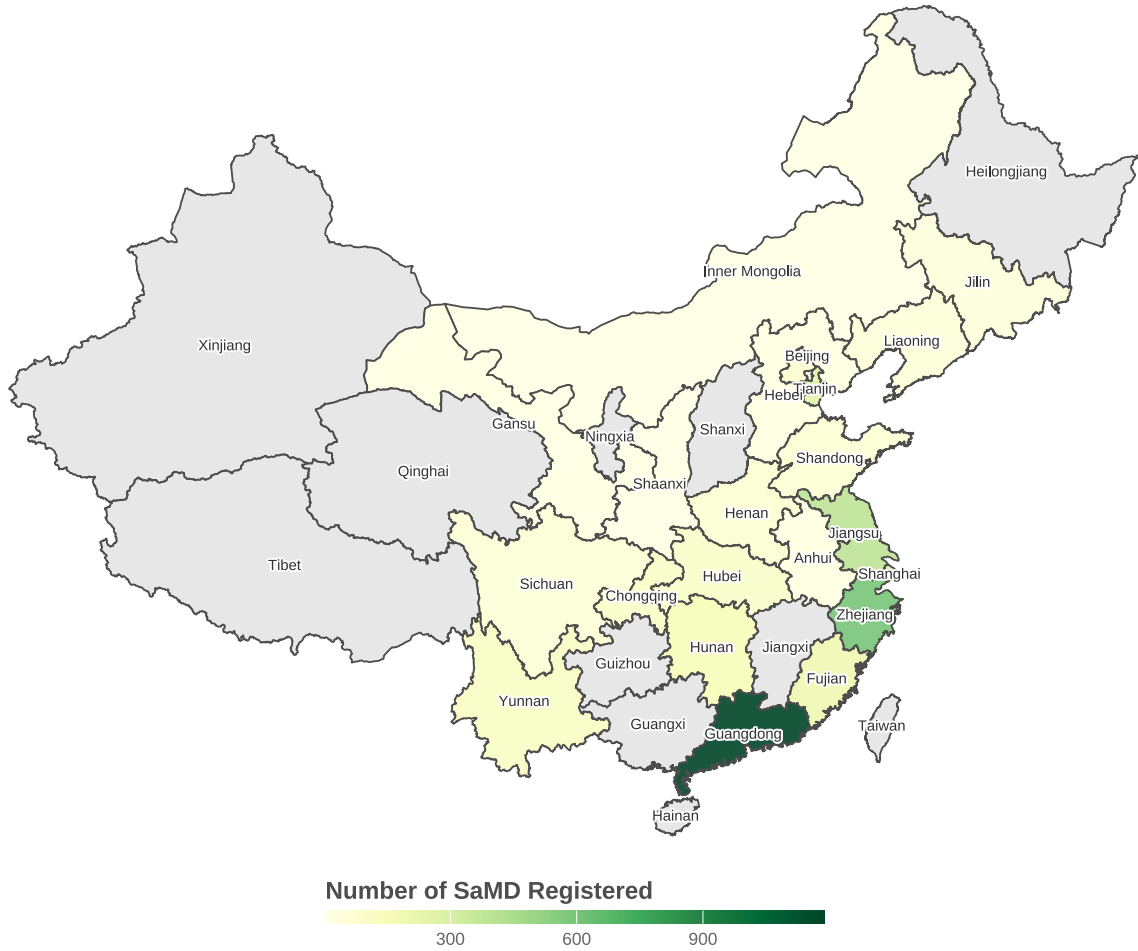 Heilongjiang
Inner Mongolia
Jilin
Xinjiang
Liaoning
Beijing
Tianjin
Hebei
Gansu
Ningxia
Shanxi
Shandong
Qinghai
Shaanxi
Henan
Jiangsu
Tibet
Anhui
Shanghai
Sichuan
Hubei
Chongqing
Zhejiang
Hunan
Jiangxi
Guizhou
Fujian
Yunnan
Guangxi
Guangdong
Taiwan
Hainan
Number of SaMD Registered
300 600 900